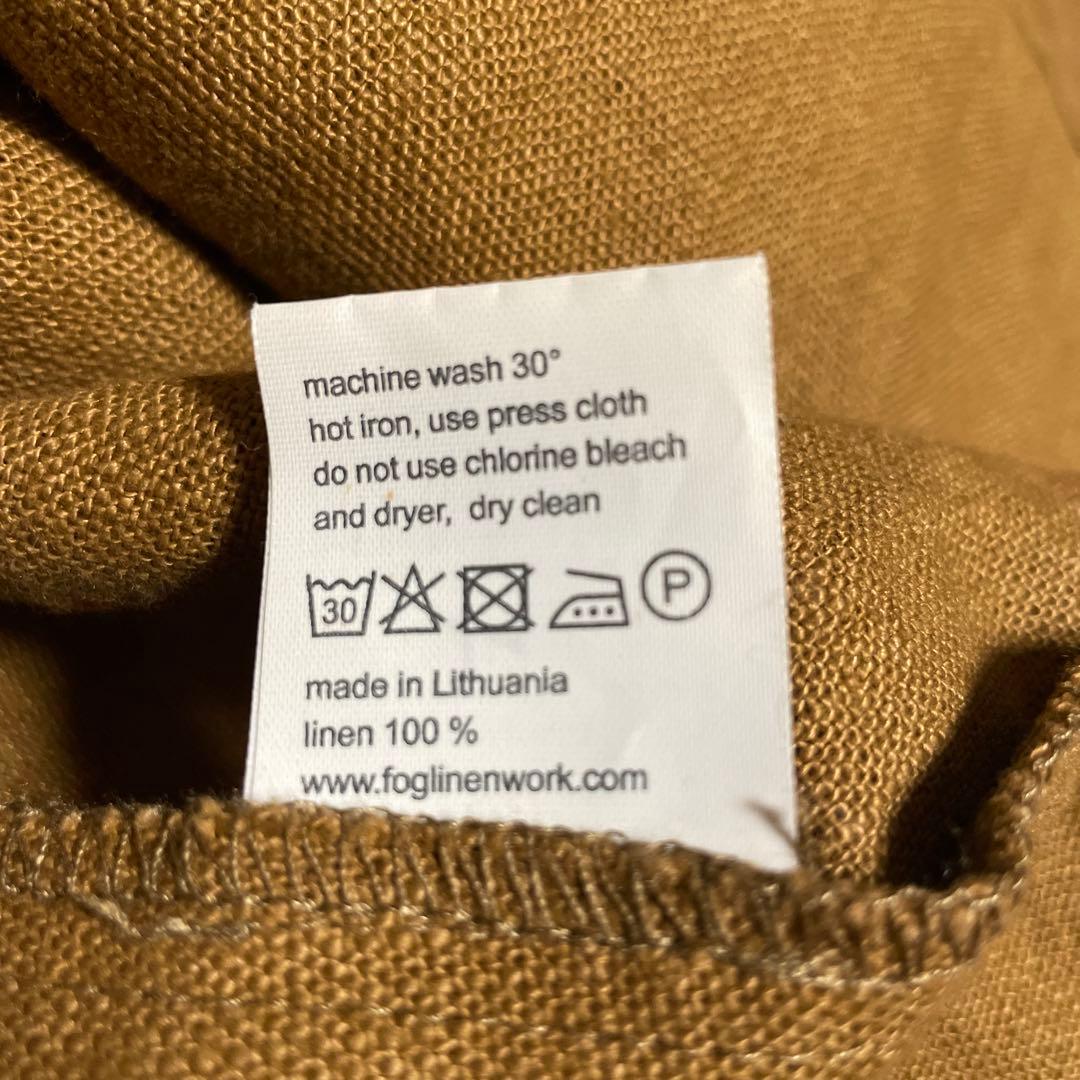 machine wash 30°
hot iron, use press cloth
do not use chlorine bleach
and dryer, dry clean
30 P
made in Lithuania
linen 100 %
www.foglinenwork.com